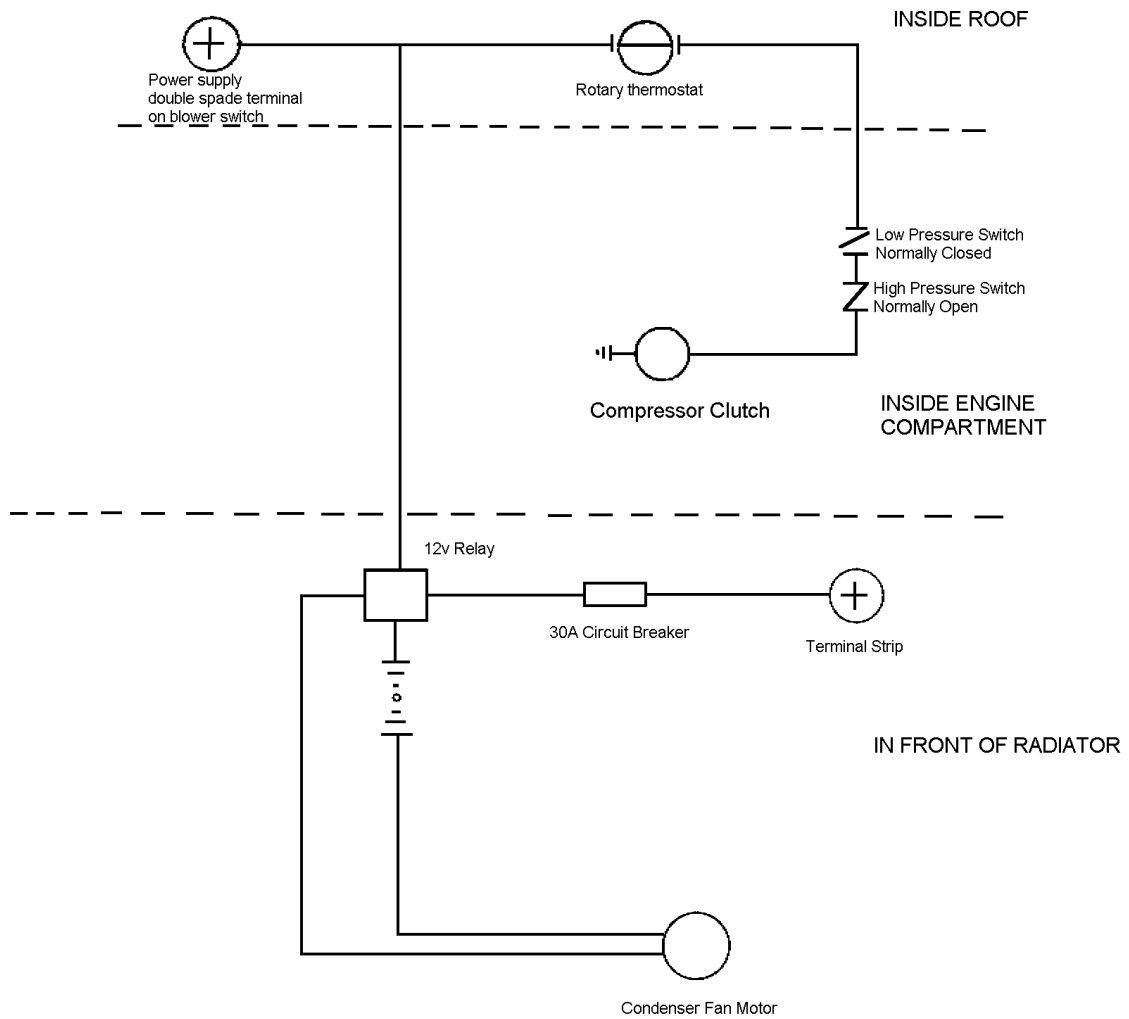 INSIDE ROOF
Power supply
double spade terminal
on blower switch
Rotary thermostat
Low Pressure Switch
Normally Closed
High Pressure Switch
Normally Open
Compressor Clutch
INSIDE ENGINE
COMPARTMENT
12v Relay
30A Circuit Breaker
Terminal Strip
IN FRONT OF RADIATOR
Condenser Fan Motor